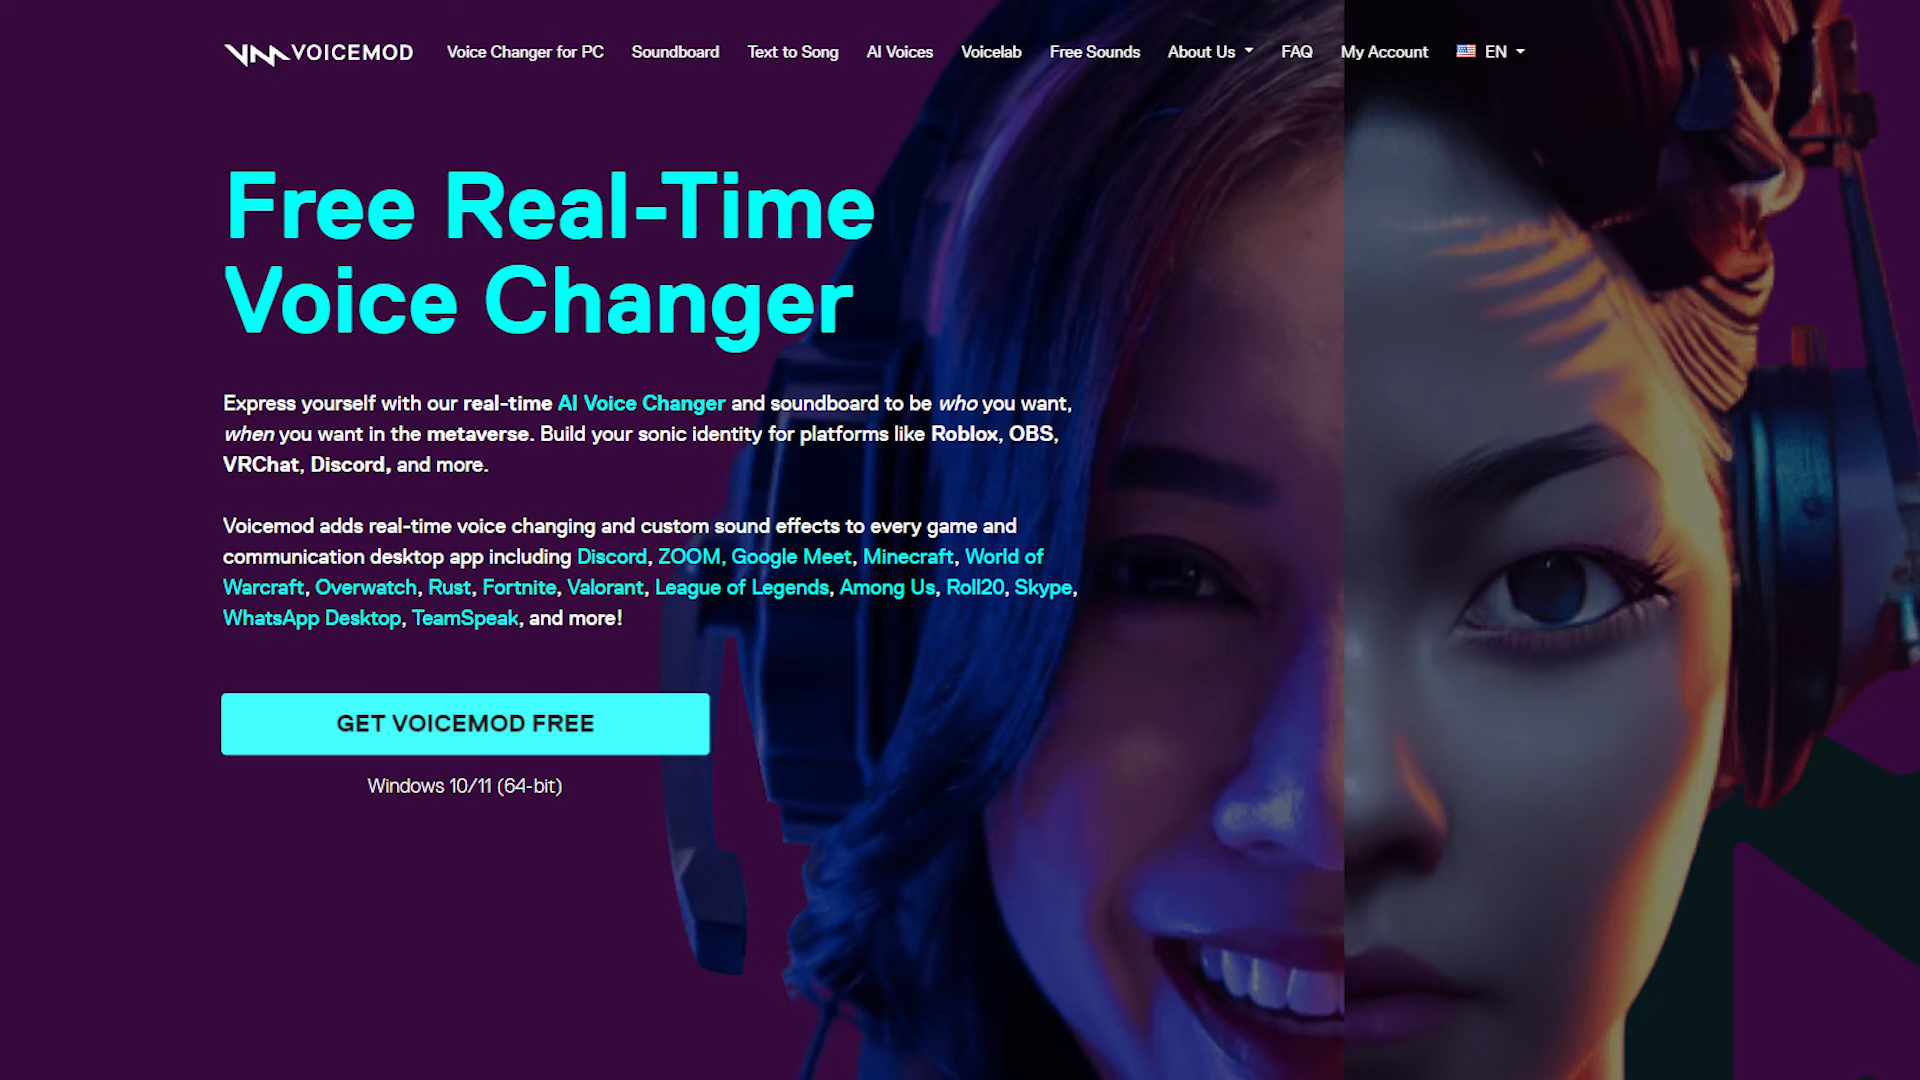 VOICEMOD Voice Changer for PC Soundboard Text to Song AI Voices Voicelab Free Sounds About Us FAQ My Account EN
Free Real-Time
Voice Changer
Express yourself with our real-time AI Voice Changer and soundboard to be who you want,
when you want in the metaverse. Build your sonic identity for platforms like Roblox, OBS,
VRChat, Discord, and more.
Voicemod adds real-time voice changing and custom sound effects to every game and
communication desktop app including Discord, ZOOM, Google Meet, Minecraft, World of
Warcraft, Overwatch, Rust, Fortnite, Valorant, League of Legends, Among Us, Roll20, Skype,
WhatsApp Desktop, TeamSpeak, and more!
GET VOICEMOD FREE
Windows 10/11 (64-bit)